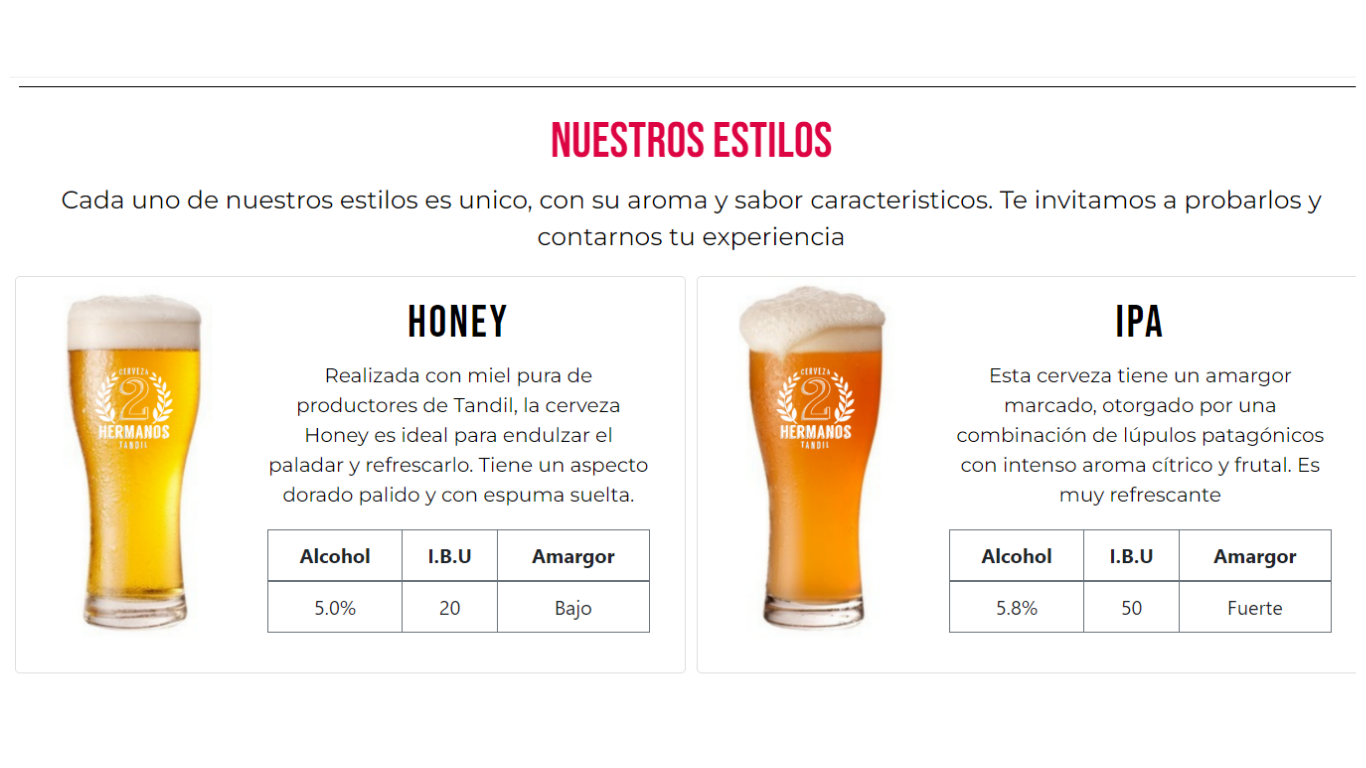 NUESTROS ESTILOS
Cada uno de nuestros estilos es unico, con su aroma y sabor caracteristicos. Te invitamos a probarlos y
contarnos tu experiencia
CERVEZA
2
HERMANOS
TANDIL
HONEY
Realizada con miel pura de
productores de Tandil, la cerveza
Honey es ideal para endulzar el
paladar y refrescarlo. Tiene un aspecto
dorado palido y con espuma suelta.
Alcohol I.B.U Amargor
5.0% 20 Bajo
CERVEZA
2
HERMANOS
TANDIL
IPA
Esta cerveza tiene un amargor
marcado, otorgado por una
combinación de lúpulos patagónicos
con intenso aroma cítrico y frutal. Es
muy refrescante
Alcohol I.B.U Amargor
5.8% 50 Fuerte